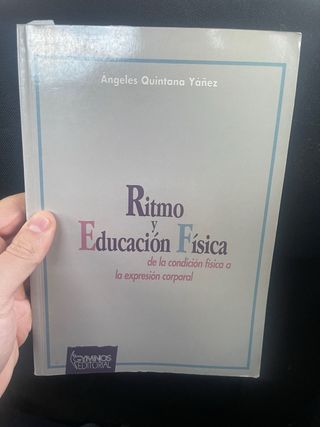 Angeles Quintana Yáñez
Ritmo
y
Educación Física
de la condición física a
la expresión corporal
GYMNOS
EDITORIAL